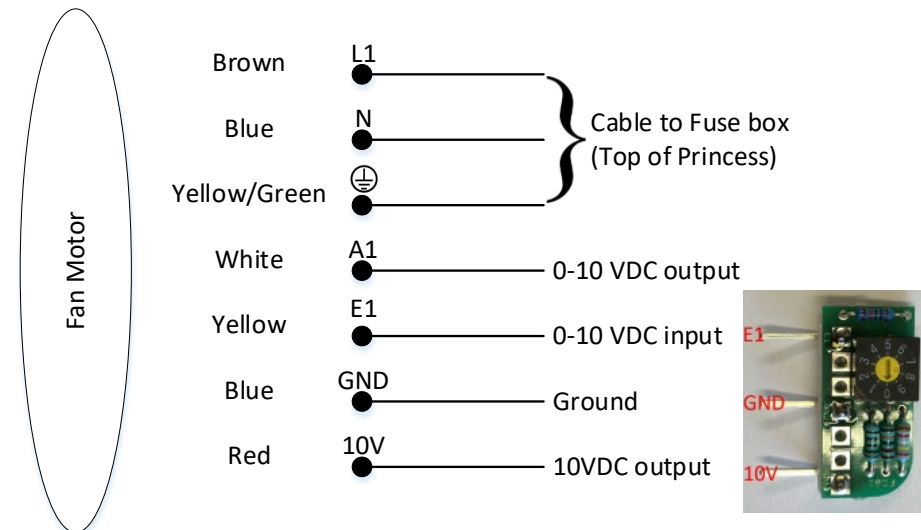 Fan Motor
Brown L1
Blue N
Cable to Fuse box
(Top of Princess)
Yellow/Green
White A1 0-10 VDC output
Yellow E1 0-10 VDC input
Blue GND Ground
Red 10V 10VDC output
E1
GND
10V